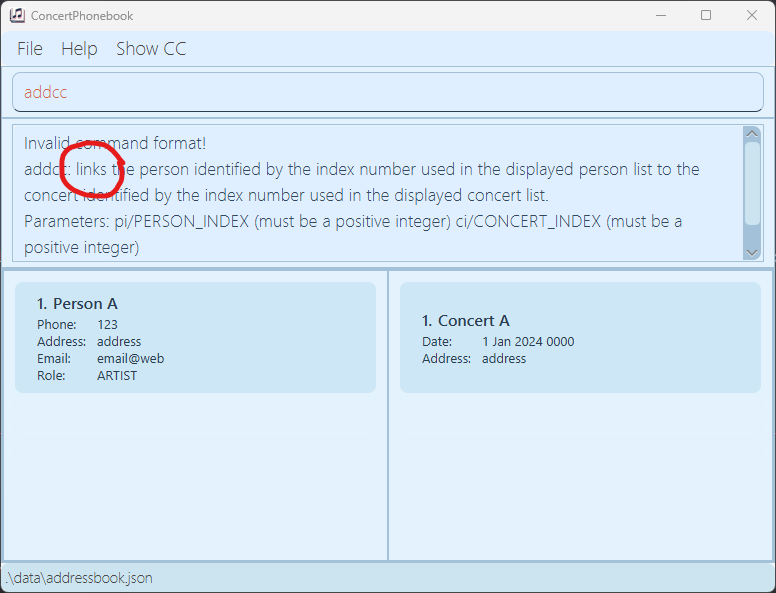 ConcertPhonebook
File Help Show CC
addcc
Invalid command format!
addcc: links the person identified by the index number used in the displayed person list to the
concert identified by the index number used in the displayed concert list.
Parameters: pi/PERSON_INDEX (must be a positive integer) ci/CONCERT_INDEX (must be a
positive integer)
1. Person A
Phone: 123
Address: address
Email: email@web
Role: ARTIST
1. Concert A
Date: 1 Jan 2024 0000
Address: address
.\data\addressbook.json